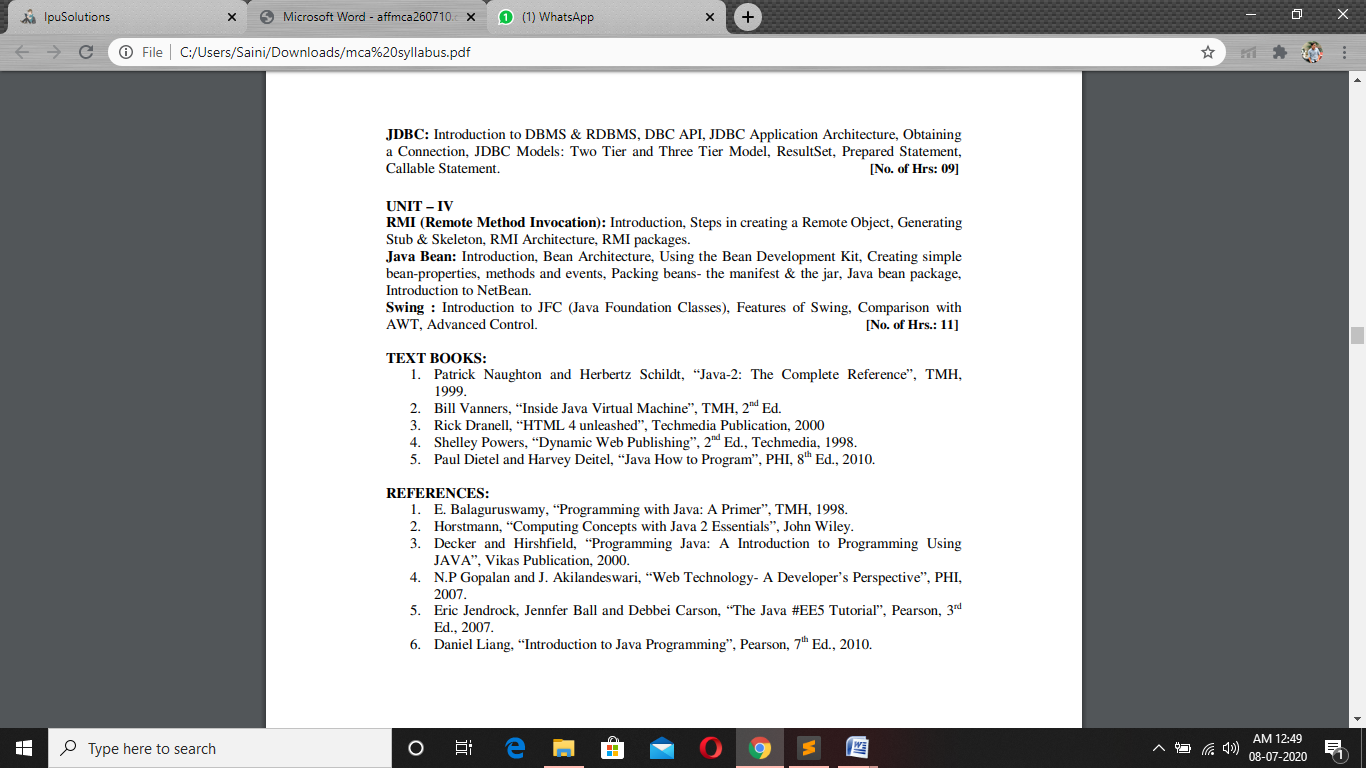 IpuSolutions
Microsoft Word - affmca260710.
(1) WhatsApp
File
C:/Users/Saini/Downloads/mca%20syllabus.pdf
JDBC: Introduction to DBMS & RDBMS, DBC API, JDBC Application Architecture, Obtaining
a Connection, JDBC Models: Two Tier and Three Tier Model, ResultSet, Prepared Statement,
Callable Statement. [No. of Hrs: 09]
UNIT – IV
RMI (Remote Method Invocation): Introduction, Steps in creating a Remote Object, Generating
Stub & Skeleton, RMI Architecture, RMI packages.
Java Bean: Introduction, Bean Architecture, Using the Bean Development Kit, Creating simple
bean-properties, methods and events, Packing beans- the manifest & the jar, Java bean package,
Introduction to NetBean.
Swing : Introduction to JFC (Java Foundation Classes), Features of Swing, Comparison with
AWT, Advanced Control. [No. of Hrs.: 11]
TEXT BOOKS:
1. Patrick Naughton and Herbertz Schildt, “Java-2: The Complete Reference”, TMH,
1999.
2. Bill Vanners, “Inside Java Virtual Machine”, TMH, 2nd Ed.
3. Rick Dranell, “HTML 4 unleashed”, Techmedia Publication, 2000
4. Shelley Powers, “Dynamic Web Publishing”, 2nd Ed., Techmedia, 1998.
5. Paul Dietel and Harvey Deitel, “Java How to Program”, PHI, 8th Ed., 2010.
REFERENCES:
1. E. Balaguruswamy, “Programming with Java: A Primer”, TMH, 1998.
2. Horstmann, “Computing Concepts with Java 2 Essentials”, John Wiley.
3. Decker and Hirshfield, “Programming Java: A Introduction to Programming Using
JAVA”, Vikas Publication, 2000.
4. N.P Gopalan and J. Akilandeswari, “Web Technology- A Developer’s Perspective”, PHI,
2007.
5. Eric Jendrock, Jennfer Ball and Debbei Carson, “The Java #EE5 Tutorial”, Pearson, 3rd
Ed., 2007.
6. Daniel Liang, “Introduction to Java Programming”, Pearson, 7th Ed., 2010.
Type here to search
AM 12:49
08-07-2020
1